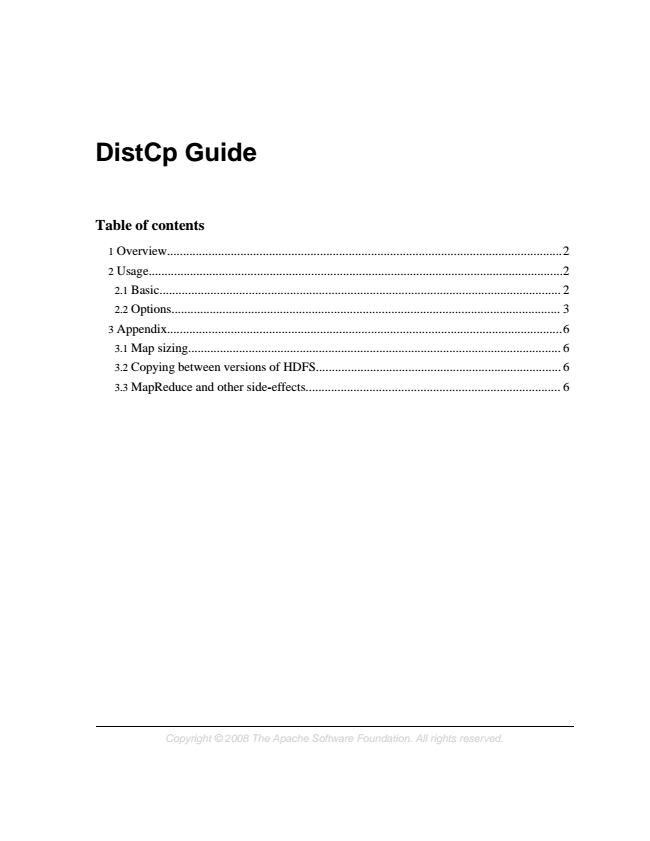 DistCp Guide
Table of contents
1 Overview...............................................................................................................................2
2 Usage.....................................................................................................................................2
2.1 Basic................................................................................................................................ 2
2.2 Options............................................................................................................................ 3
3 Appendix...............................................................................................................................6
3.1 Map sizing....................................................................................................................... 6
3.2 Copying between versions of HDFS............................................................................... 6
3.3 MapReduce and other side-effects.................................................................................. 6
Copyright © 2008 The Apache Software Foundation. All rights reserved.